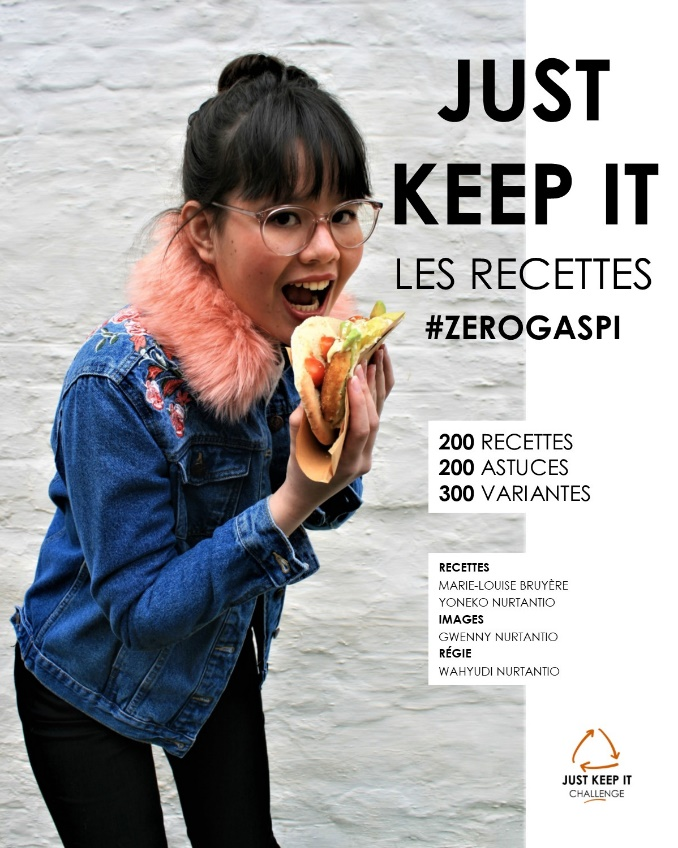 JUST
KEEP IT
LES RECETTES
#ZEROGASPI
200 RECETTES
200 ASTUCES
300 VARIANTES
RECETTES
MARIE-LOUISE BRUYÈRE
YONEKO NURTANTIO
IMAGES
GWENNY NURTANTIO
RÉGIE
WAHYUDI NURTANTIO
JUST KEEP IT
CHALLENGE